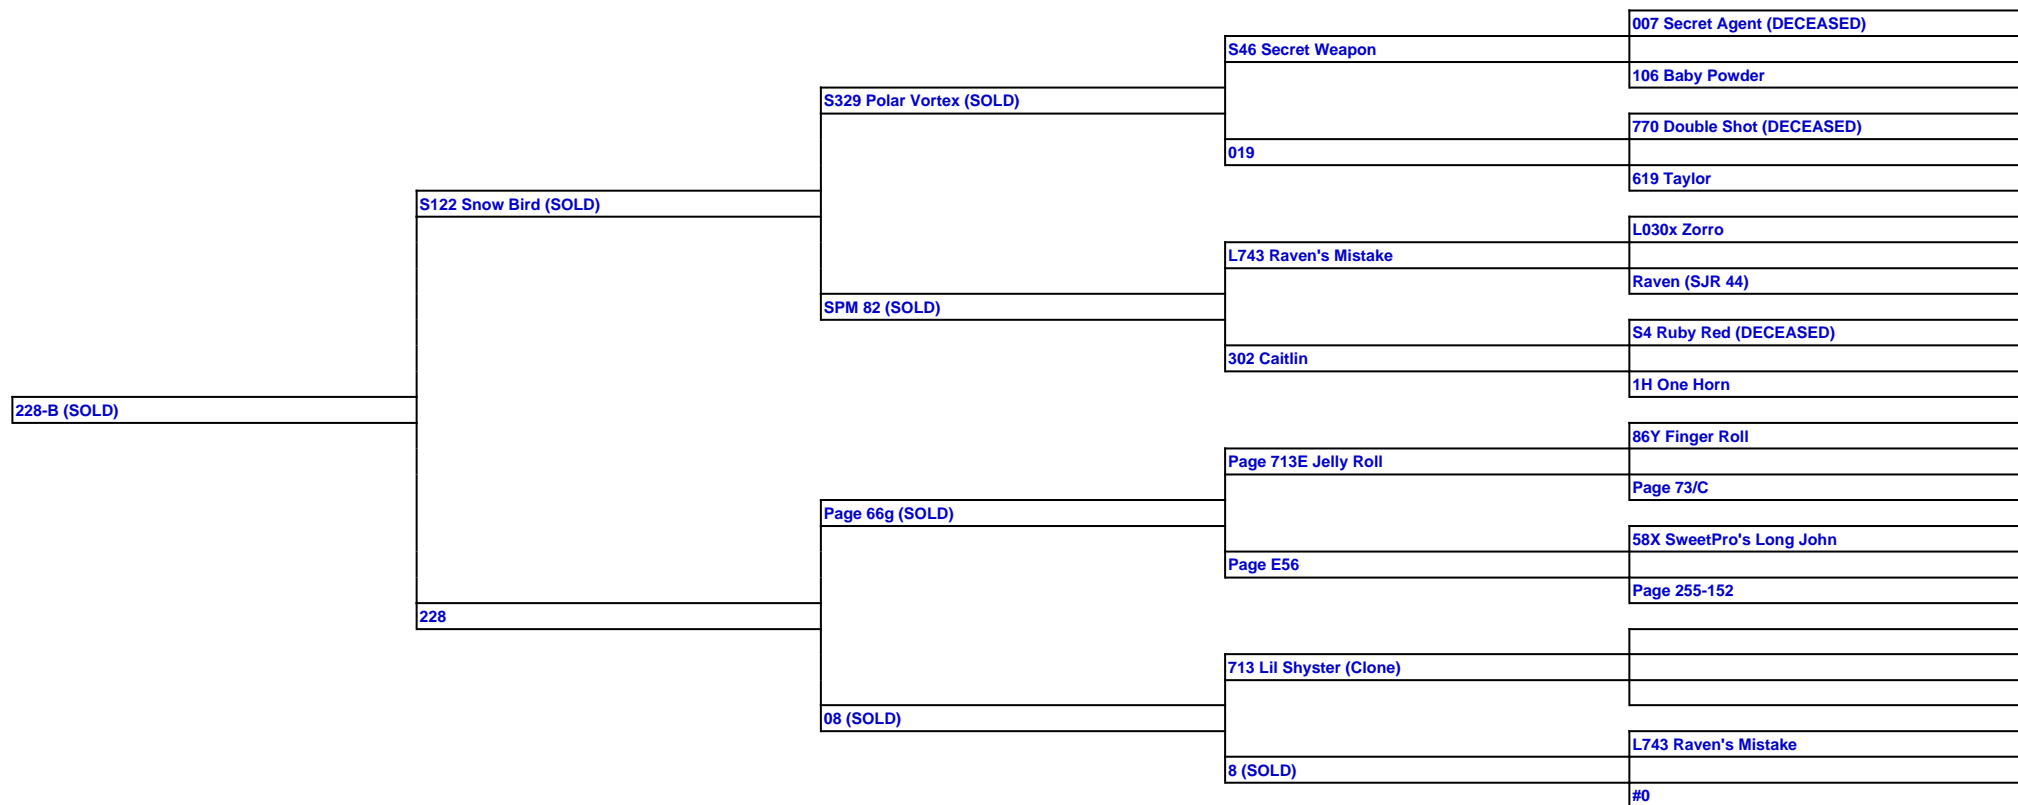 007 Secret Agent (DECEASED)
S46 Secret Weapon
106 Baby Powder
S329 Polar Vortex (SOLD)
770 Double Shot (DECEASED)
019
619 Taylor
S122 Snow Bird (SOLD)
L030x Zorro
L743 Raven's Mistake
Raven (SJR 44)
SPM 82 (SOLD)
S4 Ruby Red (DECEASED)
302 Caitlin
1H One Horn
228-B (SOLD)
86Y Finger Roll
Page 713E Jelly Roll
Page 73/C
Page 66g (SOLD)
58X SweetPro's Long John
Page E56
Page 255-152
228
713 Lil Shyster (Clone)
08 (SOLD)
L743 Raven's Mistake
8 (SOLD)
#0